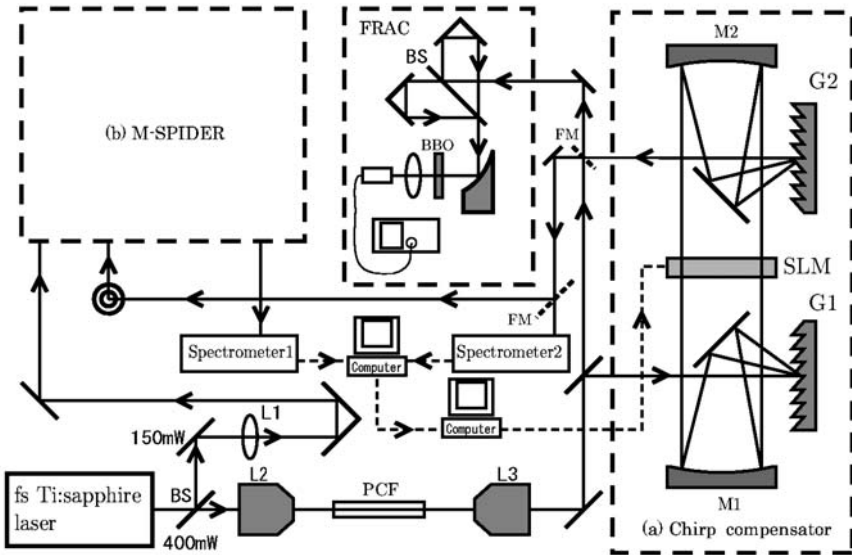 FRAC
BS
M2
G2
(b) M-SPIDER
BBO
FM
SLM
FM
G1
Spectrometer1
Spectrometer2
Computer
Computer
L1
150mW
L2
PCF
L3
fs Ti:sapphire
laser
BS
400mW
M1
(a) Chirp compensator